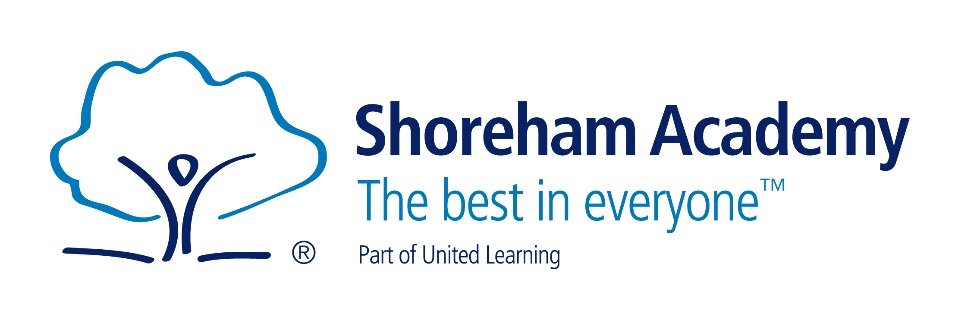 Shoreham Academy
The best in everyone™
Part of United Learning
®